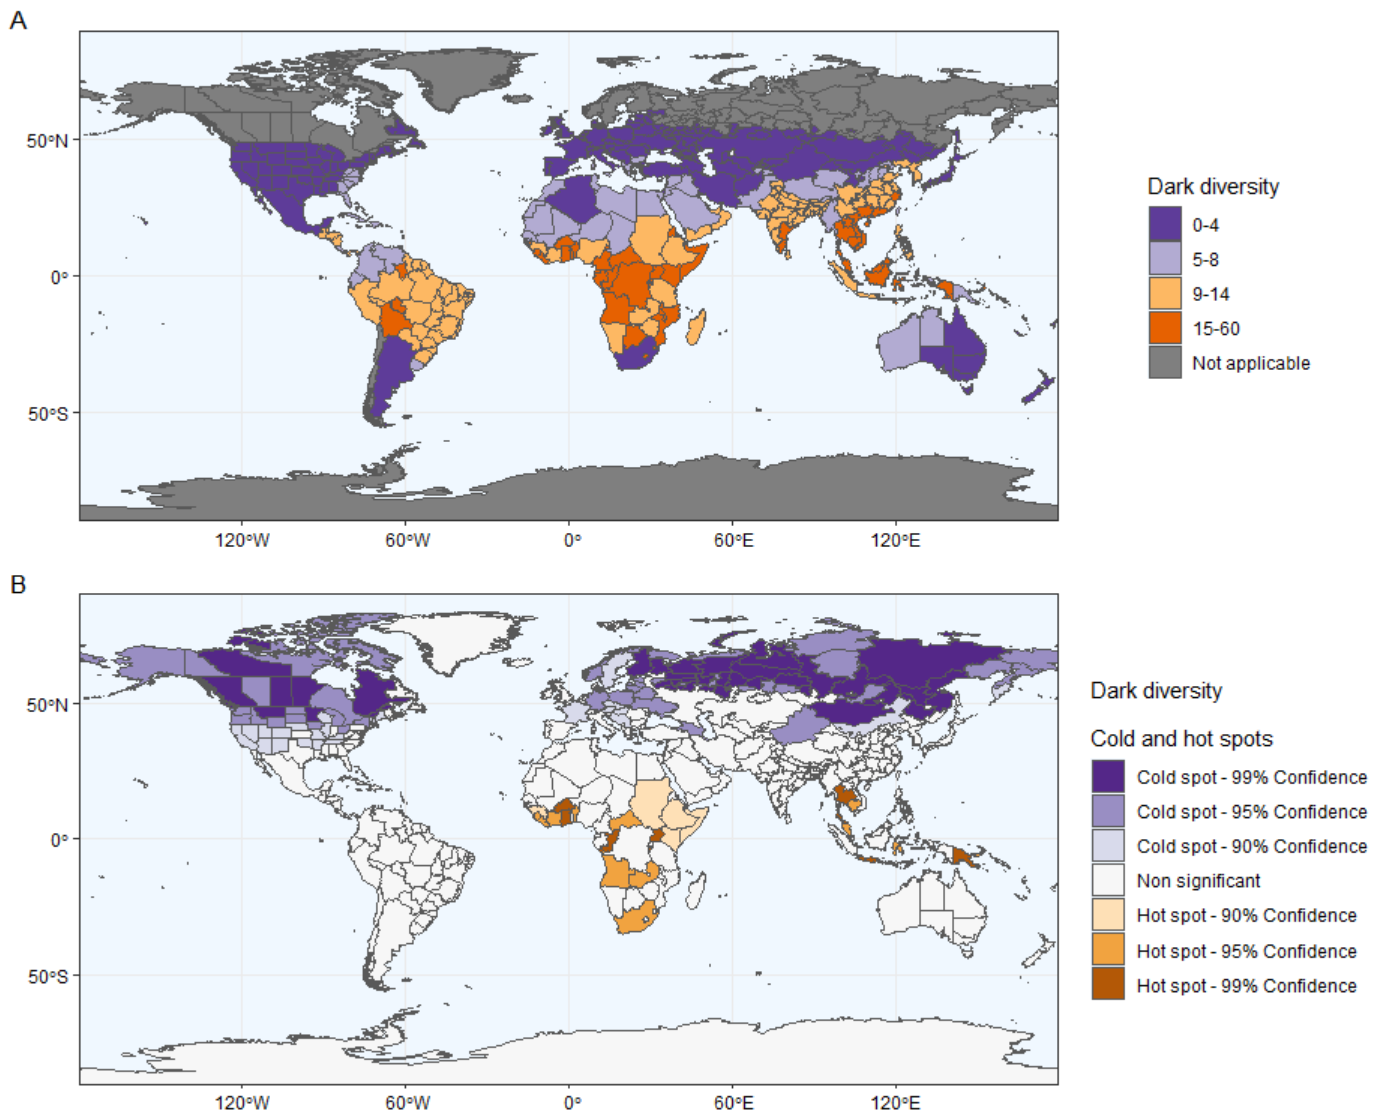 A
50°N
0°
50°S
120°W
60°W
0°
60°E
120°E
Dark diversity
0-4
5-8
9-14
15-60
Not applicable
B
50°N
0°
50°S
120°W
60°W
0°
60°E
120°E
Dark diversity
Cold and hot spots
Cold spot - 99% Confidence
Cold spot - 95% Confidence
Cold spot - 90% Confidence
Non significant
Hot spot - 90% Confidence
Hot spot - 95% Confidence
Hot spot - 99% Confidence